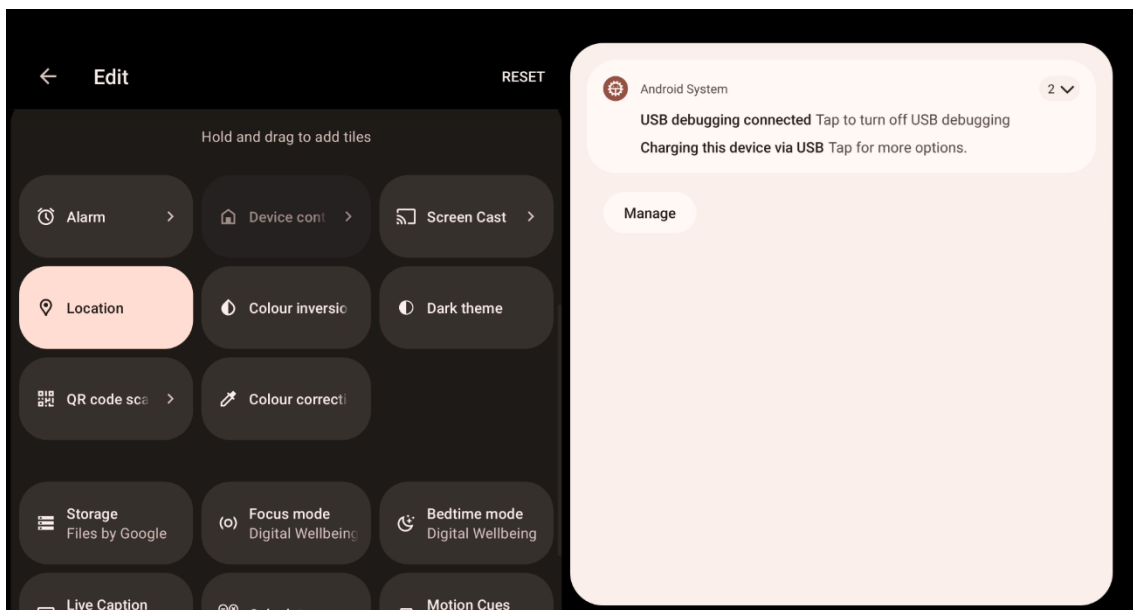 Edit
RESET
Hold and drag to add tiles
Alarm
Device cont
Screen Cast
Location
Colour inversio
Dark theme
QR code sca
Colour correcti
Storage
Files by Google
Focus mode
Digital Wellbeing
Bedtime mode
Digital Wellbeing
Live Caption
Motion Cues
Android System
2
USB debugging connected Tap to turn off USB debugging
Charging this device via USB Tap for more options.
Manage